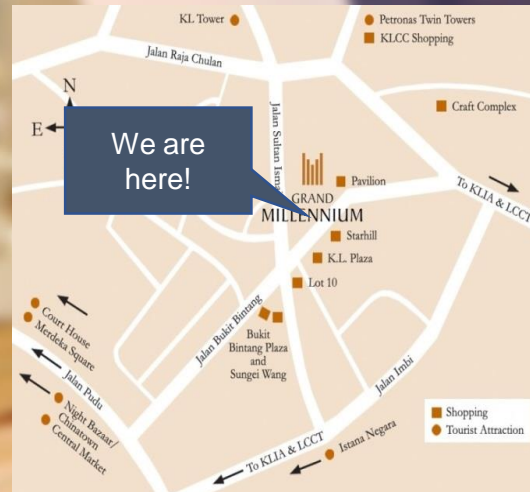 KL Tower
Petronas Twin Towers
KLCC Shopping
Jalan Raja Chulan
N
E
Craft Complex
We are
here!
Jalan Sultan Isma
Pavilion
To KLIA & LCCT
GRAND
MILLENNIUM
Starhill
K.L. Plaza
Lot 10
Jalan Bukit Bintang
Court House
Merdeka Square
Bukit
Bintang Plaza
and
Sungei Wang
Jalan Pudu
Jalan Imbi
Night Bazaar/
Chinatown
Central Market
Shopping
Tourist Attraction
Istana Negara
To KLIA & LCCT